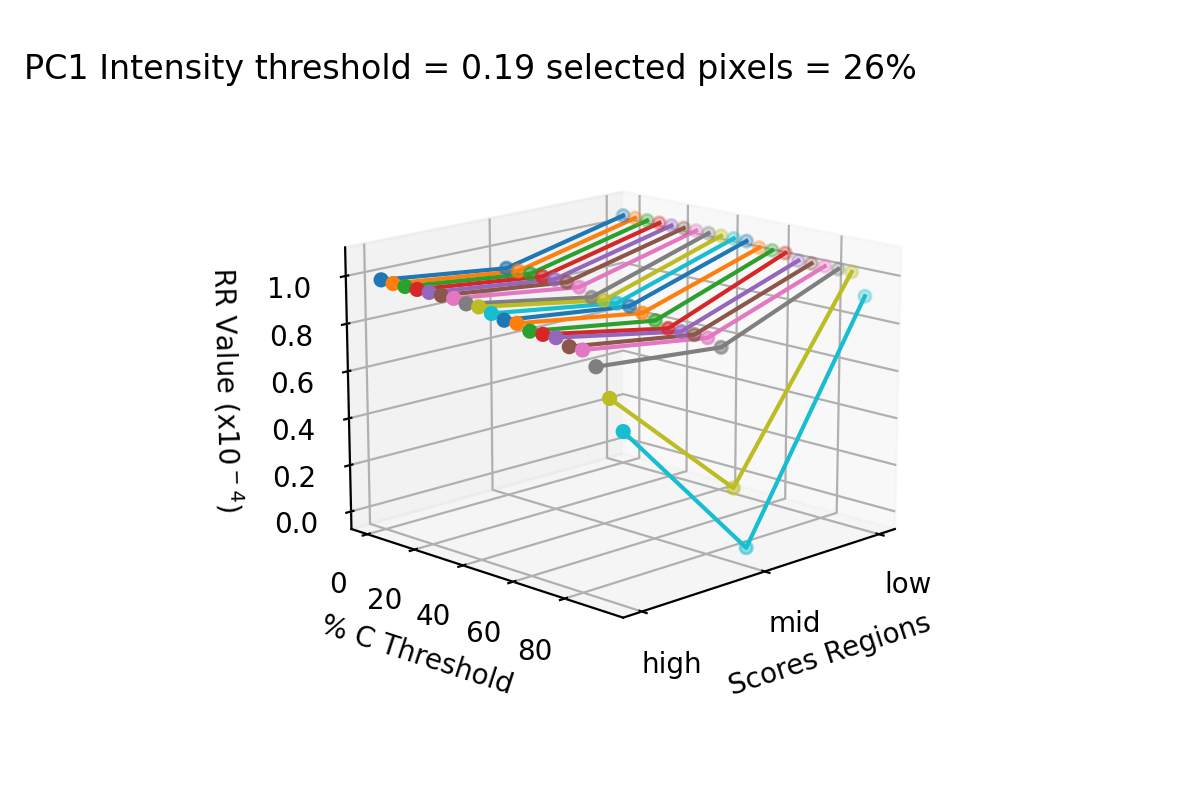 PC1 Intensity threshold = 0.19 selected pixels = 26%
RR Value (x10⁻⁴)
1.0
0.8
0.6
0.4
0.2
0.0
0
20
40
60
80
% C Threshold
high
mid
low
Scores Regions